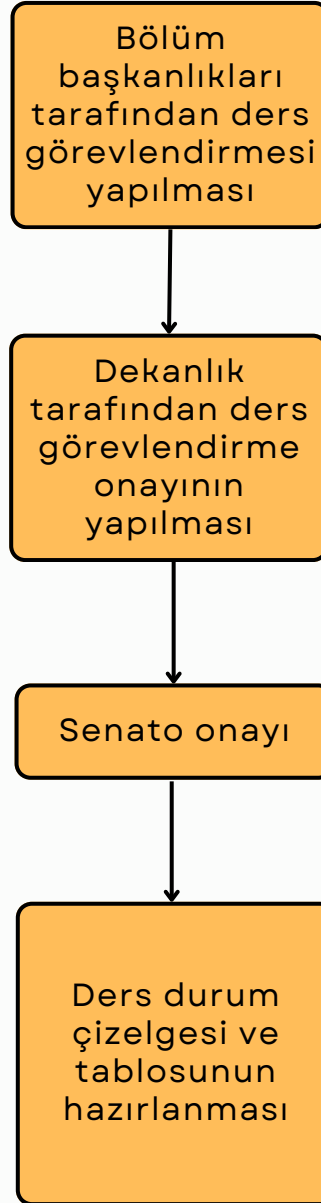 Bölüm
başkanlıkları
tarafından ders
görevlendirmesi
yapılması
Dekanlık
tarafından ders
görevlendirme
onayının
yapılması
Senato onayı
Ders durum
çizelgesi ve
tablosunun
hazırlanması